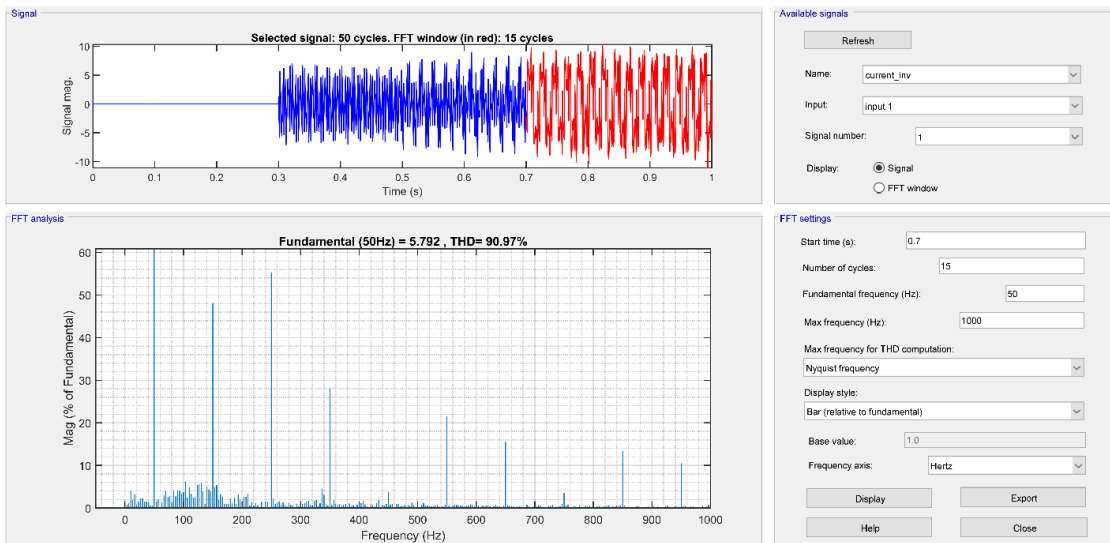 Signal
Selected signal: 50 cycles. FFT window (in red): 15 cycles
Signal mag.
10
5
0
-5
-10
0 0.1 0.2 0.3 0.4 0.5 0.6 0.7 0.8 0.9 1
Time (s)
Available signals
Refresh
Name: current_inv
Input: input 1
Signal number: 1
Display: Signal
FFT window
FFT analysis
Fundamental (50Hz) = 5.792 , THD= 90.97%
Mag (% of Fundamental)
60
50
40
30
20
10
0
0 100 200 300 400 500 600 700 800 900 1000
Frequency (Hz)
FFT settings
Start time (s): 0.7
Number of cycles: 15
Fundamental frequency (Hz): 50
Max frequency (Hz): 1000
Max frequency for THD computation:
Nyquist frequency
Display style:
Bar (relative to fundamental)
Base value: 1.0
Frequency axis: Hertz
Display Export
Help Close